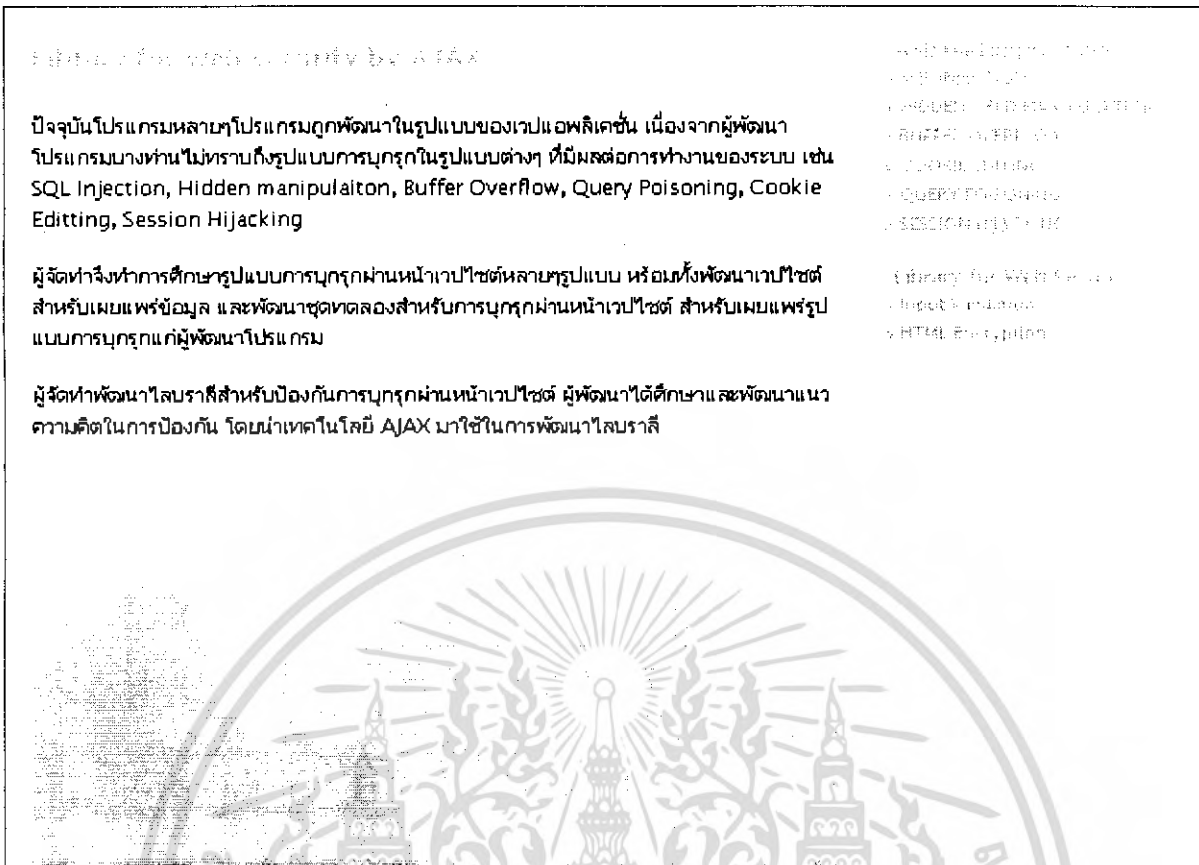 by AJAX
ปัจจุบันโปรแกรมหลายๆโปรแกรมถูกพัฒนาในรูปแบบของเวปแอพลิเคชั่น เนื่องจากผู้พัฒนา
โปรแกรมบางท่านไม่ทราบถึงรูปแบบการบุกรุกในรูปแบบต่างๆ ที่มีผลต่อการทำงานของระบบ เช่น
SQL Injection, Hidden manipulaiton, Buffer Overflow, Query Poisoning, Cookie
Editting, Session Hijacking
ผู้จัดทำจึงทำการศึกษารูปแบบการบุกรุกผ่านหน้าเวปไซต์หลายๆรูปแบบ พร้อมทั้งพัฒนาเวปไซต์
สำหรับเผยแพร่ข้อมูล และพัฒนาชุดทดลองสำหรับการบุกรุกผ่านหน้าเวปไซต์ สำหรับเผยแพร่รูป
แบบการบุกรุกแก่ผู้พัฒนาโปรแกรม
ผู้จัดทำพัฒนาไลบราลีสำหรับป้องกันการบุกรุกผ่านหน้าเวปไซต์ ผู้พัฒนาได้ศึกษาและพัฒนาแนว
ความคิดในการป้องกัน โดยนำเทคโนโลยี AJAX มาใช้ในการพัฒนาไลบราลี
QUERY
SESSION
Library for Web
Input
HTML